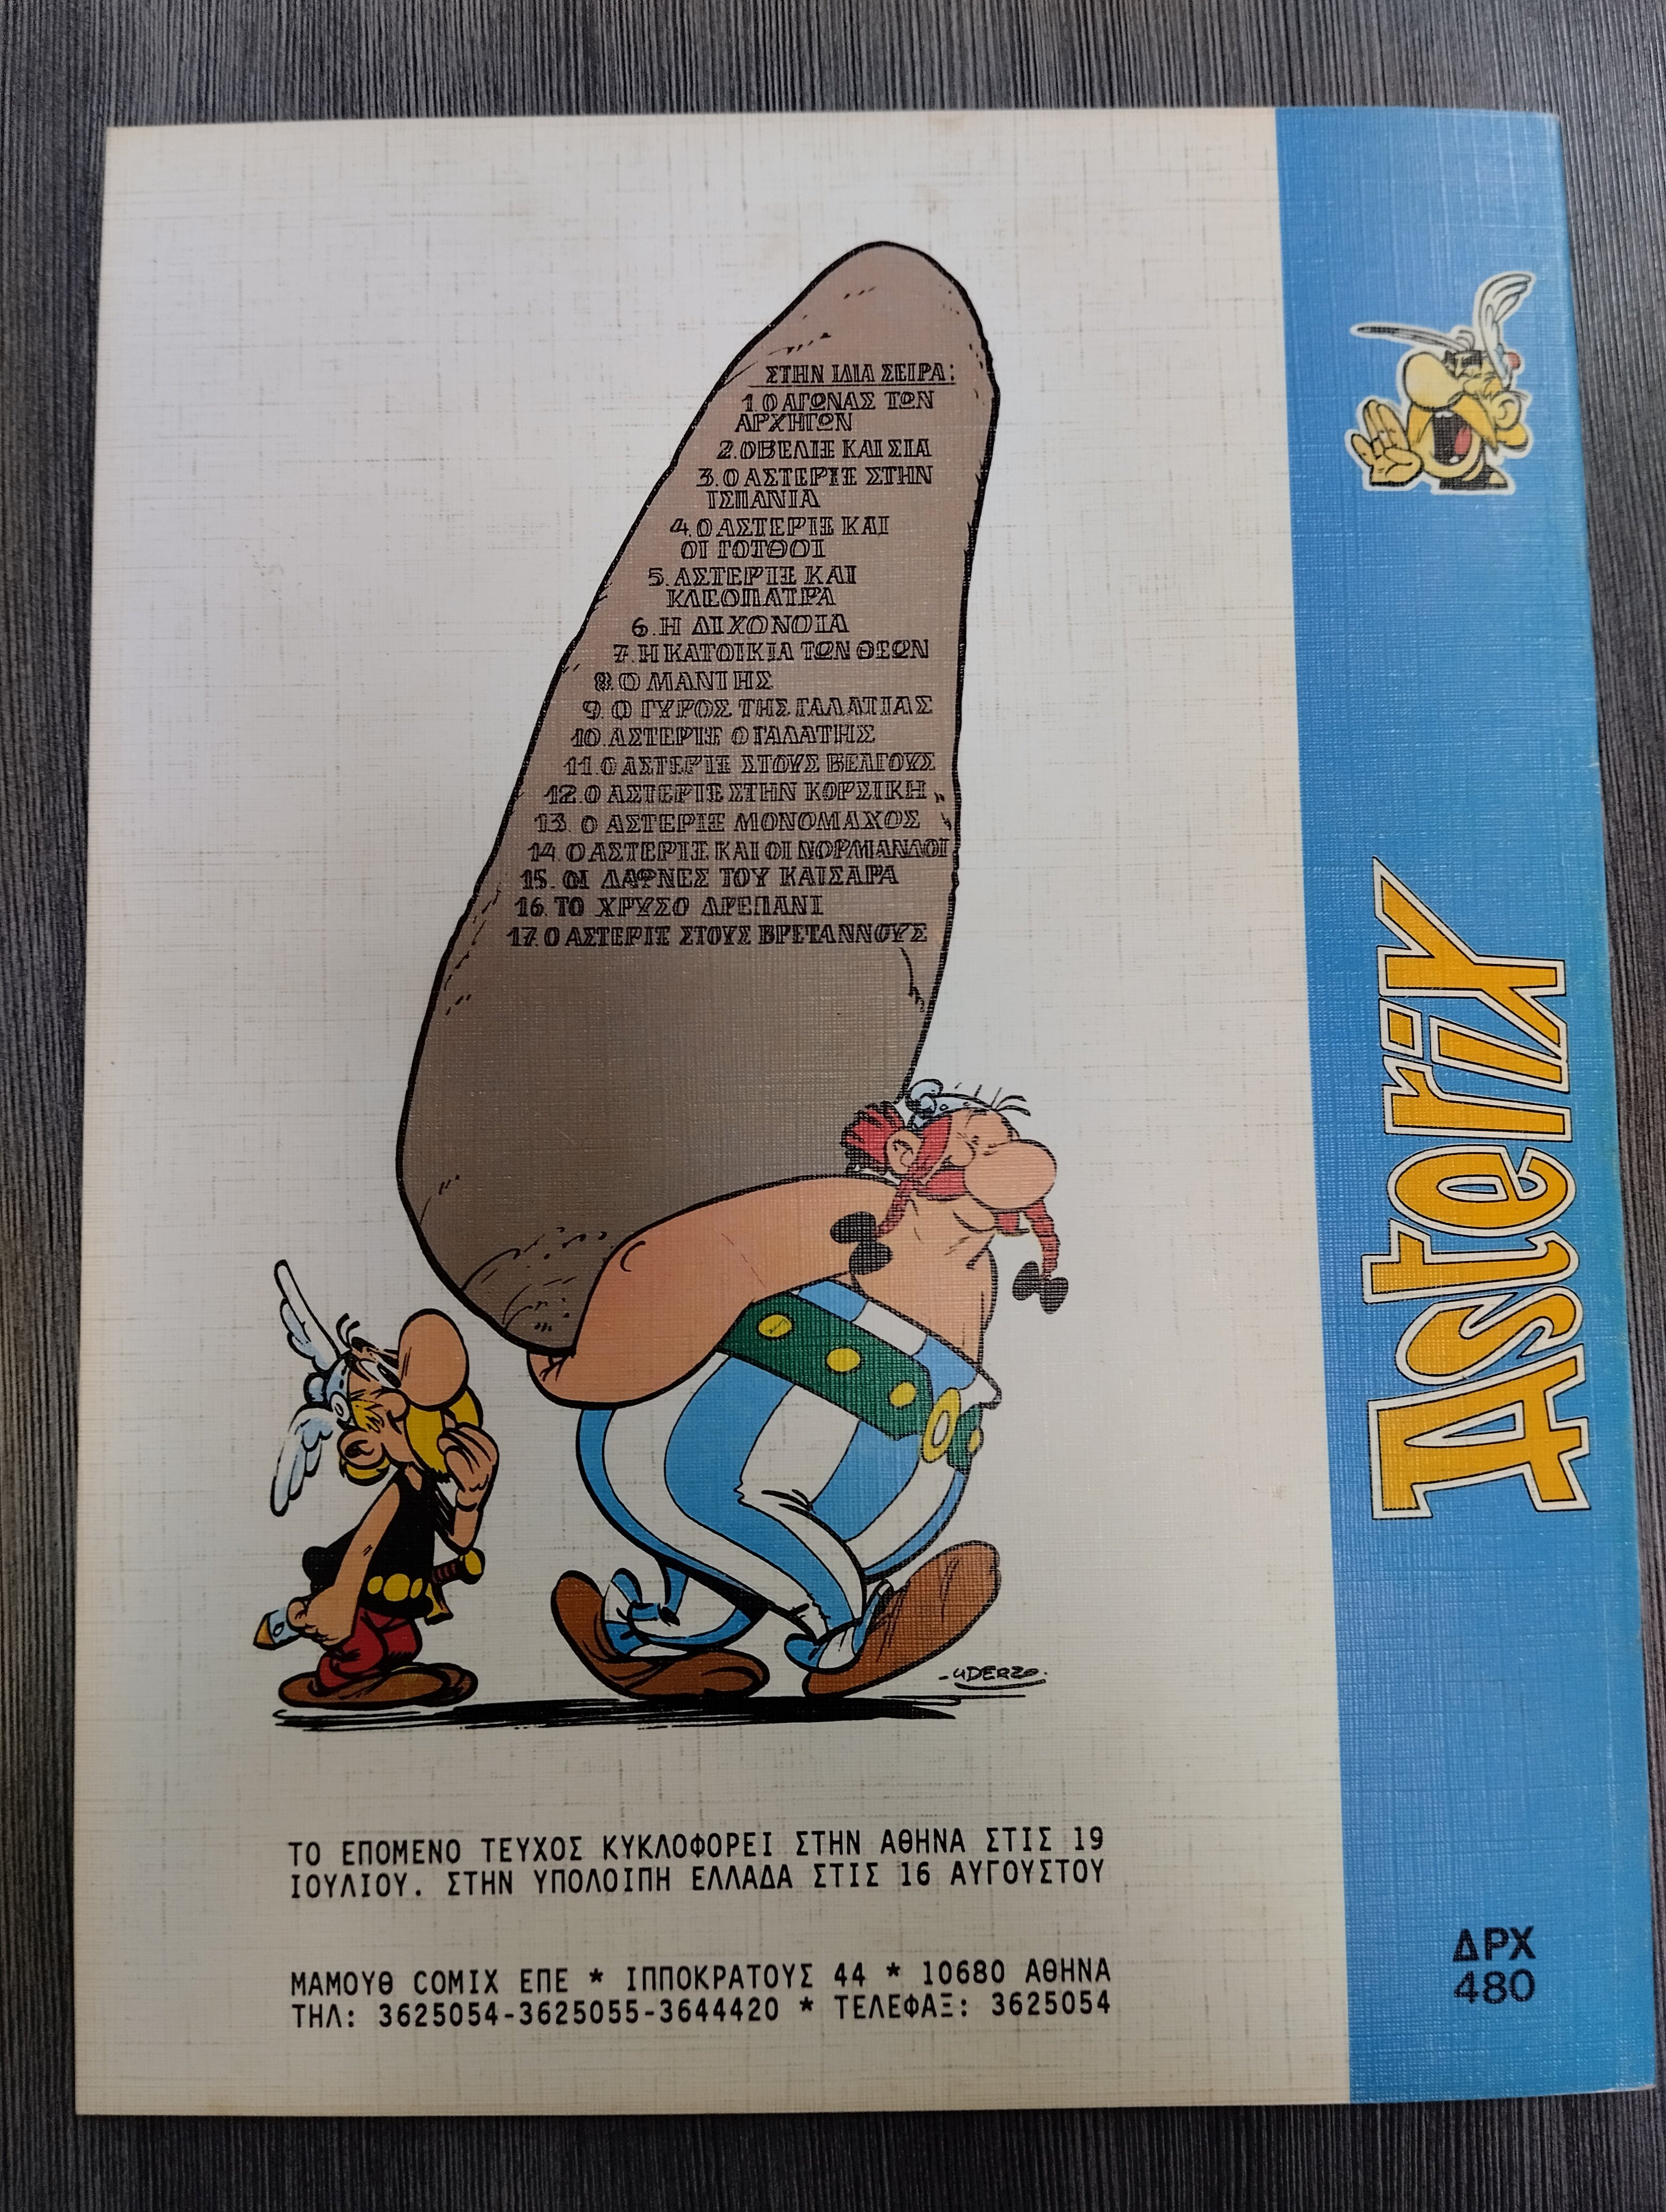 ΣΤΗΝ ΙΔΙΑ ΣΕΙΡΑ:
1. Ο ΑΓΩΝΑΣ ΤΩΝ
ΑΡΧΗΓΩΝ
2. ΟΒΕΛΙΞ ΚΑΙ ΣΙΑ
3. Ο ΑΣΤΕΡΙΞ ΣΤΗΝ
ΙΣΠΑΝΙΑ
4. Ο ΑΣΤΕΡΙΞ ΚΑΙ
ΟΙ ΓΟΤΘΟΙ
5. ΑΣΤΕΡΙΞ ΚΑΙ
ΚΛΕΟΠΑΤΡΑ
6. Η ΔΙΧΟΝΟΙΑ
7. Η ΚΑΤΟΙΚΙΑ ΤΩΝ ΘΕΩΝ
8. Ο ΜΑΝΤΗΣ
9. Ο ΓΥΡΟΣ ΤΗΣ ΓΑΛΑΤΙΑΣ
10. ΑΣΤΕΡΙΞ Ο ΓΑΛΑΤΗΣ
11. Ο ΑΣΤΕΡΙΞ ΣΤΟΥΣ ΒΕΛΓΟΥΣ
12. Ο ΑΣΤΕΡΙΞ ΣΤΗΝ ΚΟΡΣΙΚΗ
13. Ο ΑΣΤΕΡΙΞ ΜΟΝΟΜΑΧΟΣ
14. Ο ΑΣΤΕΡΙΞ ΚΑΙ ΟΙ ΝΟΡΜΑΝΔΟΙ
15. ΟΙ ΔΑΦΝΕΣ ΤΟΥ ΚΑΙΣΑΡΑ
16. ΤΟ ΧΡΥΣΟ ΔΡΕΠΑΝΙ
17. Ο ΑΣΤΕΡΙΞ ΣΤΟΥΣ ΒΡΕΤΑΝΝΟΥΣ
Asterix
-UDERZO.
ΤΟ ΕΠΟΜΕΝΟ ΤΕΥΧΟΣ ΚΥΚΛΟΦΟΡΕΙ ΣΤΗΝ ΑΘΗΝΑ ΣΤΙΣ 19
ΙΟΥΛΙΟΥ. ΣΤΗΝ ΥΠΟΛΟΙΠΗ ΕΛΛΑΔΑ ΣΤΙΣ 16 ΑΥΓΟΥΣΤΟΥ
ΜΑΜΟΥΘ COMIX ΕΠΕ * ΙΠΠΟΚΡΑΤΟΥΣ 44 * 10680 ΑΘΗΝΑ
ΤΗΛ: 3625054-3625055-3644420 * ΤΕΛΕΦΑΞ: 3625054
ΔΡΧ
480